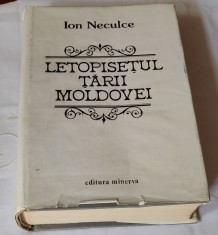 Ion Neculce
LETOPISEȚUL
ȚĂRII
MOLDOVEI
editura minerva